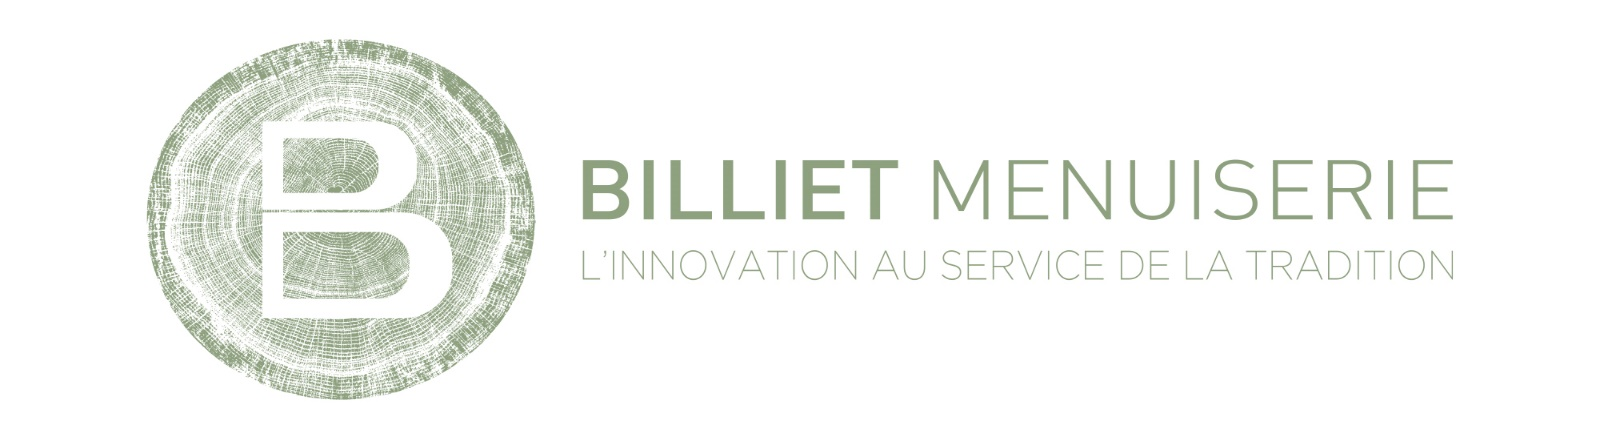 B
BILLIET MENUISERIE
L'INNOVATION AU SERVICE DE LA TRADITION